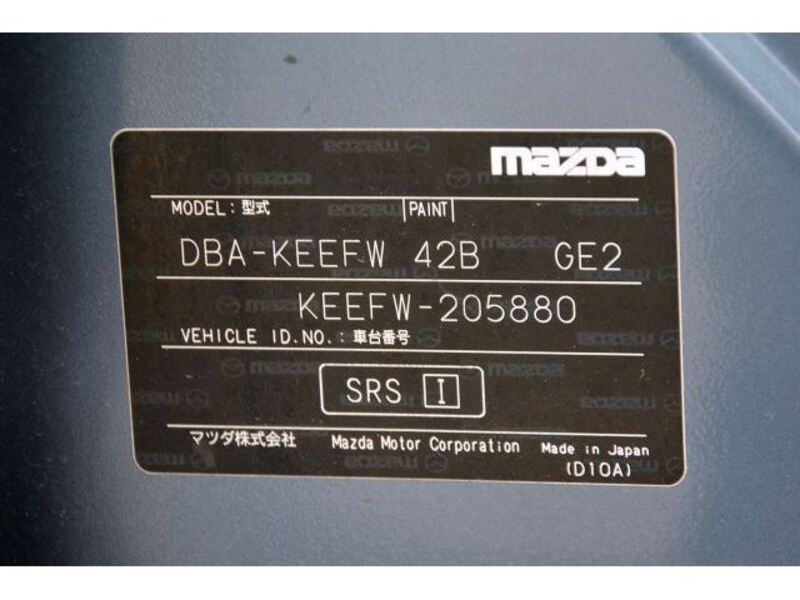 mazda
MODEL : 型式 PAINT
DBA-KEEFW 42B GE2
KEEFW-205880
VEHICLE ID.NO. : 車台番号
SRS I
マツダ株式会社 Mazda Motor Corporation Made in Japan
(D10A)